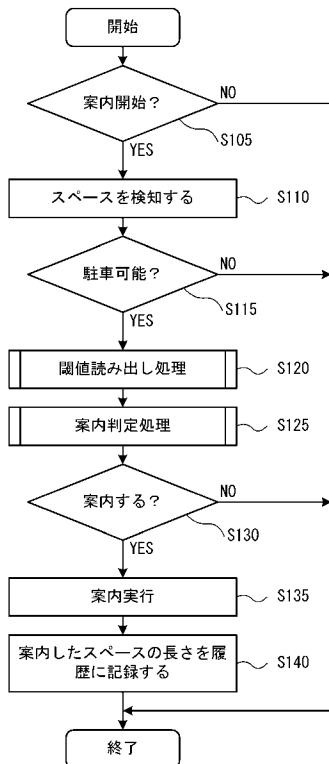 開始
案内開始？
NO
S105
YES
スペースを検知する
S110
駐車可能？
NO
S115
YES
閾値読み出し処理
S120
案内判定処理
S125
案内する？
NO
S130
YES
案内実行
S135
案内したスペースの長さを履
歴に記録する
S140
終了